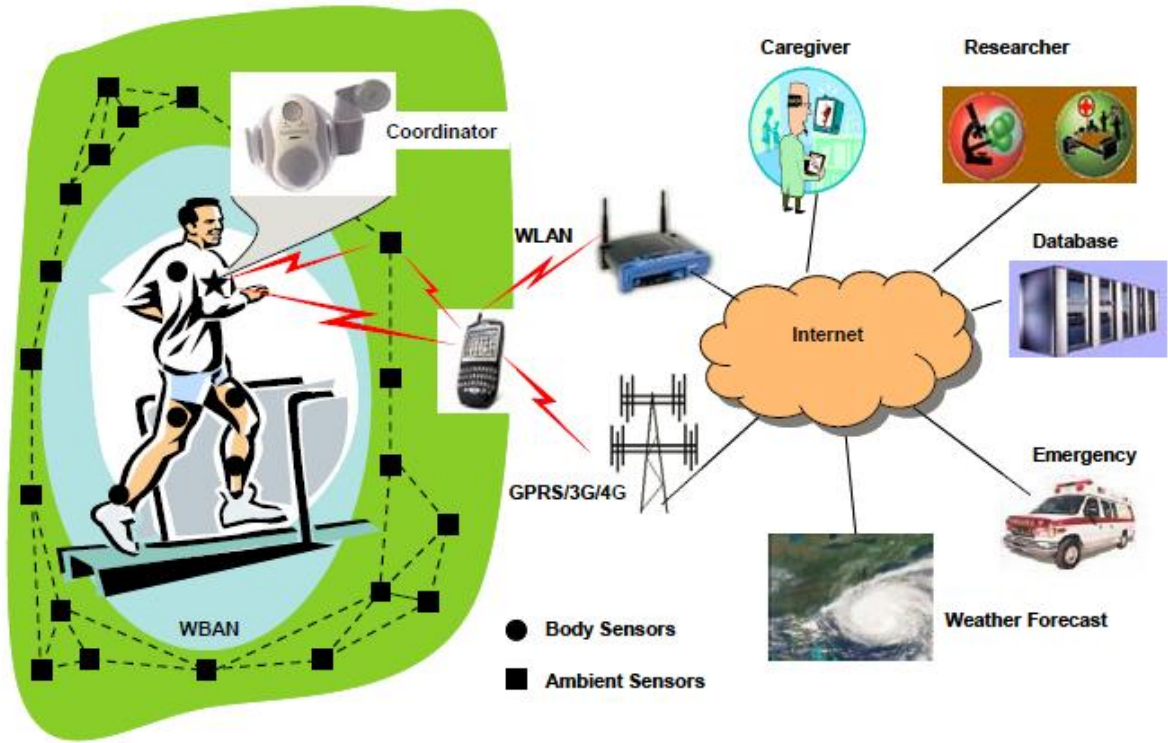 Caregiver
Researcher
Coordinator
WLAN
Database
Internet
GPRS/3G/4G
Emergency
WBAN
Body Sensors
Weather Forecast
Ambient Sensors